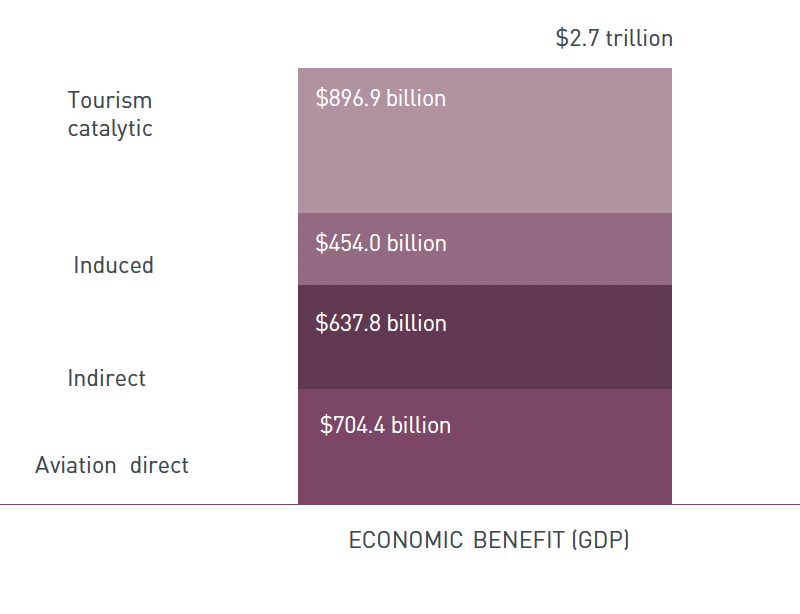 $2.7 trillion
Tourism
catalytic
$896.9 billion
Induced
$454.0 billion
Indirect
$637.8 billion
Aviation direct
$704.4 billion
ECONOMIC BENEFIT (GDP)